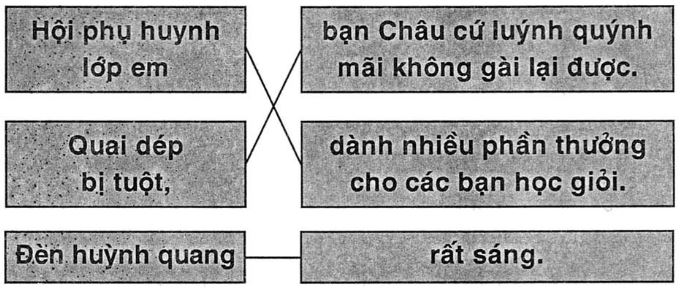 Hội phụ huynh
lớp em
bạn Châu cứ luýnh quýnh
mãi không gài lại được.
Quai dép
bị tuột,
dành nhiều phần thưởng
cho các bạn học giỏi.
Đèn huỳnh quang
rất sáng.